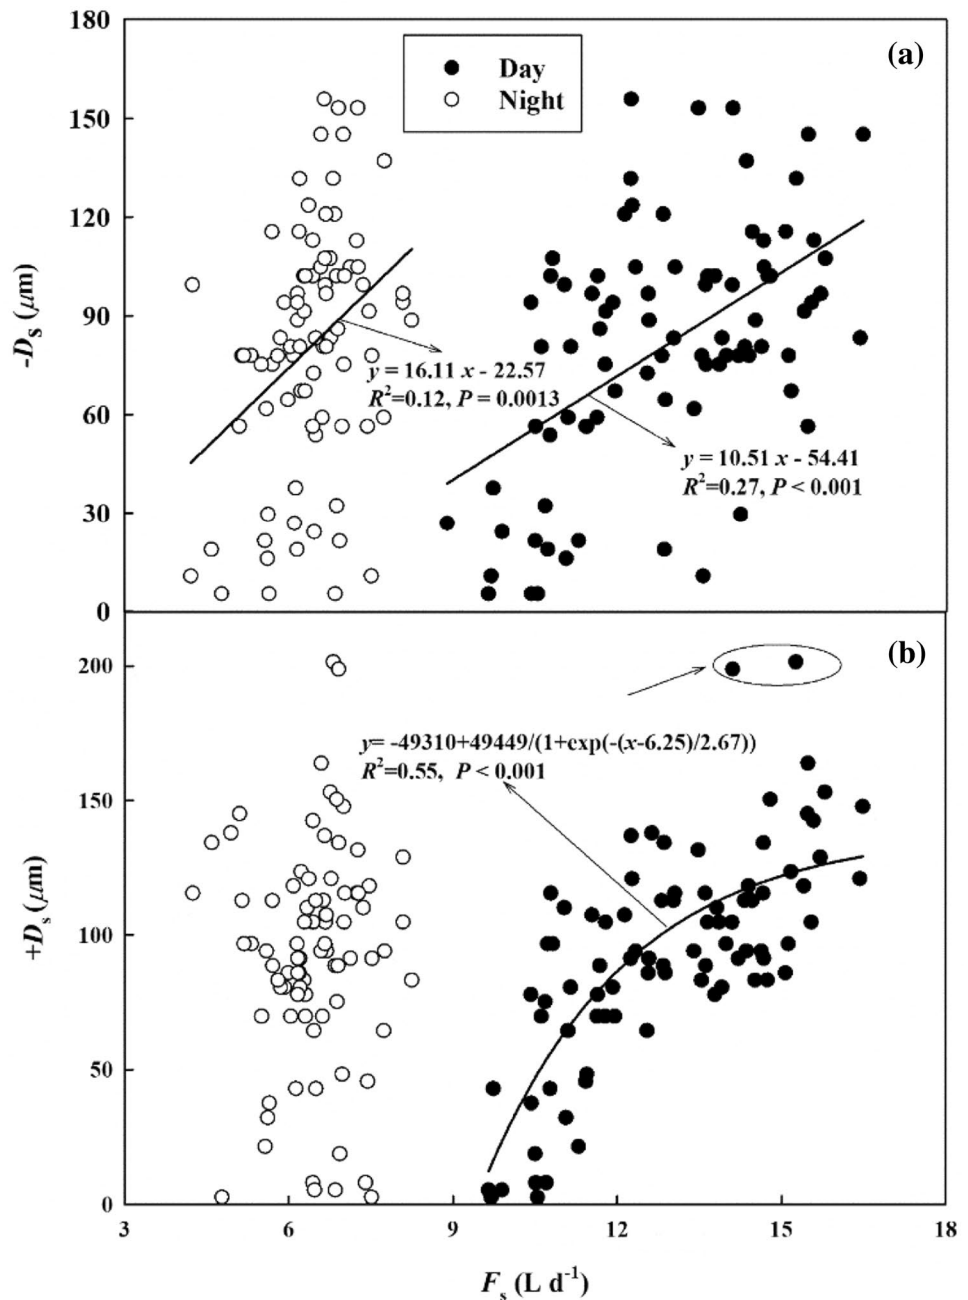 180
(a)
Day
Night
150
120
90
60
30
0
-Ds (μm)
y = 16.11 x - 22.57
R²=0.12, P = 0.0013
y = 10.51 x - 54.41
R²=0.27, P < 0.001
200
(b)
y= -49310+49449/(1+exp(-(x-6.25)/2.67))
R²=0.55, P < 0.001
150
100
50
0
+Ds (μm)
3 6 9 12 15 18
Fs (L d⁻¹)